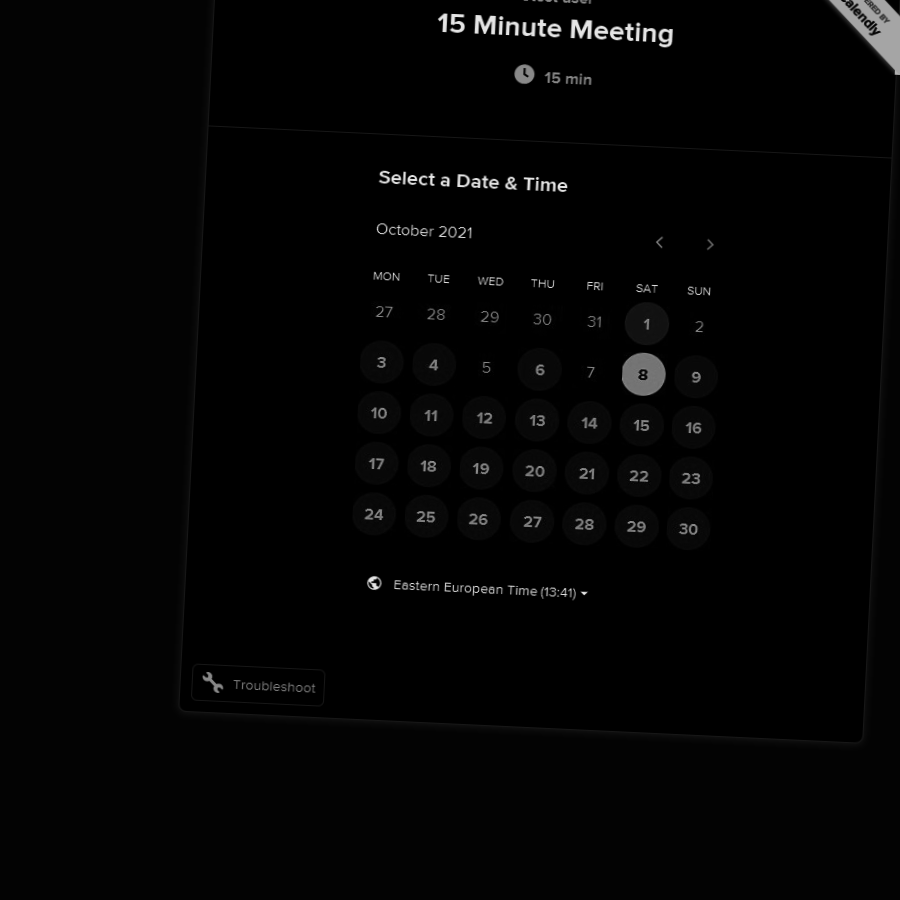 15 Minute Meeting
15 min
Select a Date & Time
October 2021
MON TUE WED THU FRI SAT SUN
27 28 29 30 31 1 2
3 4 5 6 7 8 9
10 11 12 13 14 15 16
17 18 19 20 21 22 23
24 25 26 27 28 29 30
Eastern European Time (13:41)
Troubleshoot